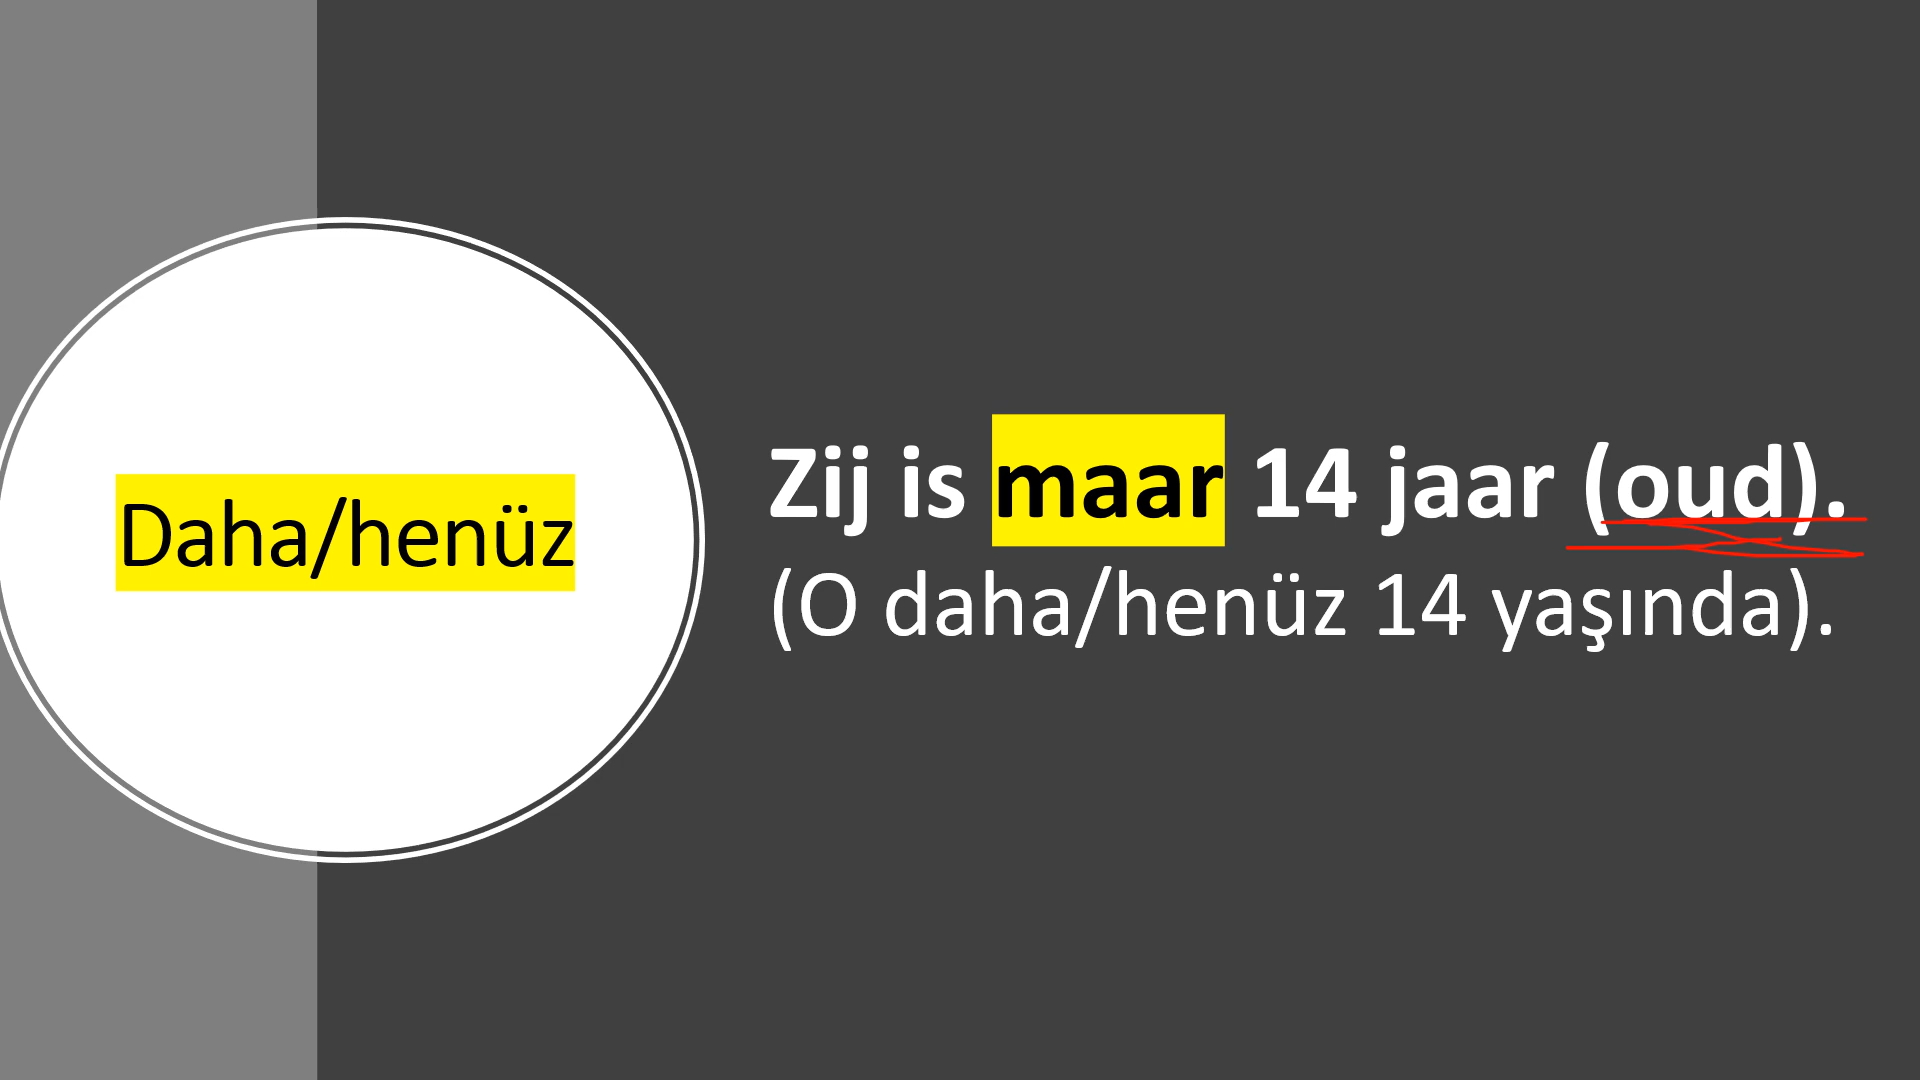 Daha/henüz
Zij is maar 14 jaar (oud).
(O daha/henüz 14 yaşında).